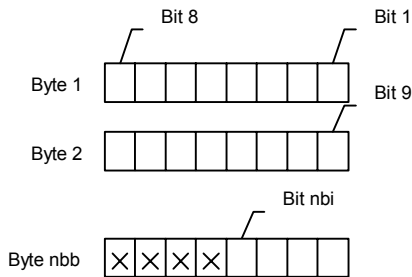 Bit 8 Bit 1
Byte 1
Bit 9
Byte 2
Bit nbi
Byte nbb